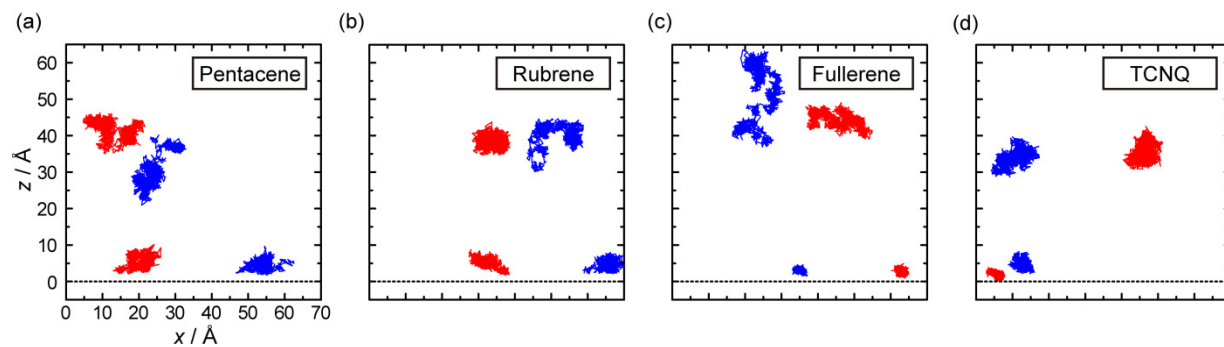 (a)
(b)
(c)
(d)
Pentacene
Rubrene
Fullerene
TCNQ
60
50
40
30
20
10
0
z / Å
0 10 20 30 40 50 60 70
x / Å